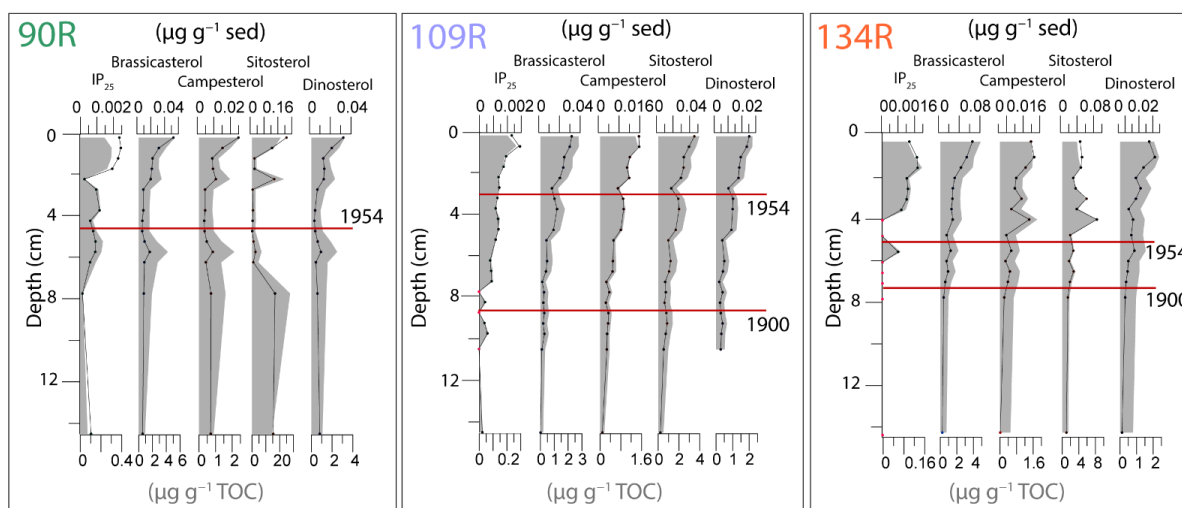 90R
(µg g⁻¹ sed)
Brassicasterol Sitosterol
IP₂₅ Campesterol Dinosterol
0 0.002 0 0.04 0 0.02 0 0.16 0 0.04
0
4
8
12
Depth (cm)
1954
0 0.4 0 2 4 6 0 1 2 0 20 0 2 4
(µg g⁻¹ TOC)
109R
(µg g⁻¹ sed)
Brassicasterol Sitosterol
IP₂₅ Campesterol Dinosterol
0 0.002 0 0.04 0 0.016 0 0.04 0 0.02
0
4
8
12
Depth (cm)
1954
1900
0 0.2 0 1 2 3 0 1 2 0 2 4 0 1 2
(µg g⁻¹ TOC)
134R
(µg g⁻¹ sed)
Brassicasterol Sitosterol
IP₂₅ Campesterol Dinosterol
0 0.0016 0 0.08 0 0.016 0 0.08 0 0.02
0
4
8
12
Depth (cm)
1954
1900
0 0.16 0 2 4 0 1.6 0 4 8 0 1 2
(µg g⁻¹ TOC)